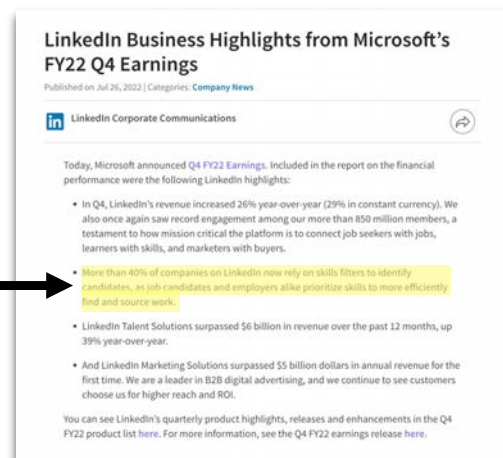 LinkedIn Business Highlights from Microsoft's
FY22 Q4 Earnings
Published on Jul 26, 2022 | Categories: Company News
in LinkedIn Corporate Communications
Today, Microsoft announced Q4 FY22 Earnings. Included in the report on the financial
performance were the following LinkedIn highlights:
• In Q4, LinkedIn's revenue increased 26% year-over-year (29% in constant currency). We
also once again saw record engagement among our more than 850 million members, a
testament to how mission critical the platform is to connect job seekers with jobs,
learners with skills, and marketers with buyers.
• More than 40% of companies on LinkedIn now rely on skills filters to identify
candidates, as job candidates and employers alike prioritize skills to more efficiently
find and source work.
• LinkedIn Talent Solutions surpassed $6 billion in revenue over the past 12 months, up
39% year-over-year.
• And LinkedIn Marketing Solutions surpassed $5 billion dollars in annual revenue for the
first time. We are a leader in B2B digital advertising, and we continue to see customers
choose us for higher reach and ROI.
You can see LinkedIn's quarterly product highlights, releases and enhancements in the Q4
FY22 product list here. For more information, see the Q4 FY22 earnings release here.